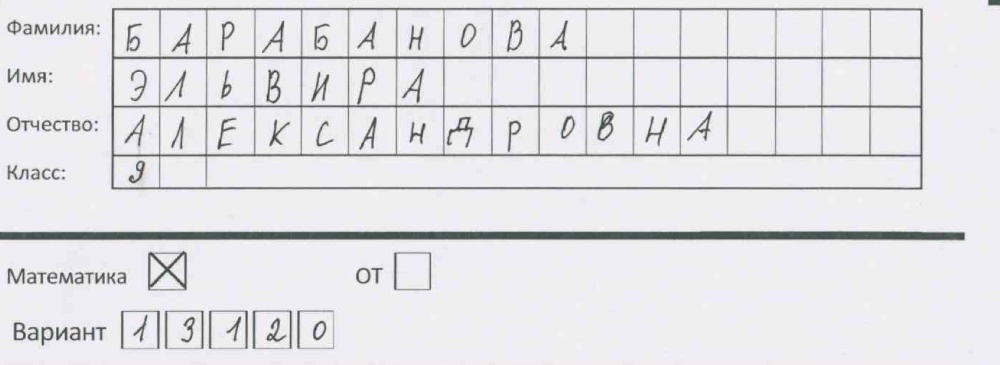 Фамилия: БАРАБАНОВА
Имя: ЭЛЬВИРА
Отчество: АЛЕКСАНДРОВНА
Класс: 9
Математика ☒ ОТ ☐
Вариант 13120